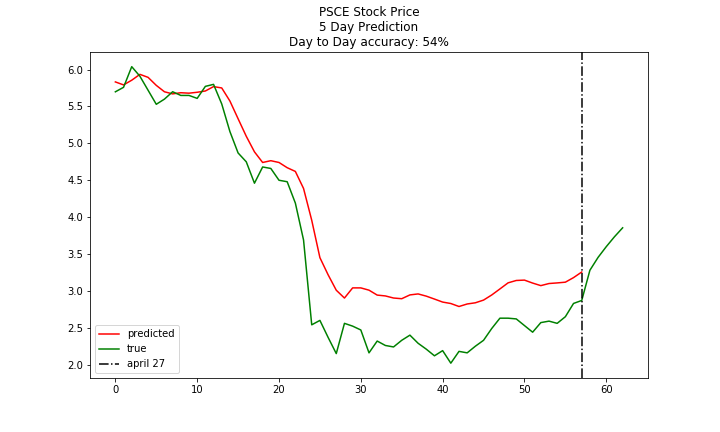 PSCE Stock Price
5 Day Prediction
Day to Day accuracy: 54%
6.0
5.5
5.0
4.5
4.0
3.5
3.0
2.5
2.0
predicted
true
april 27
0 10 20 30 40 50 60